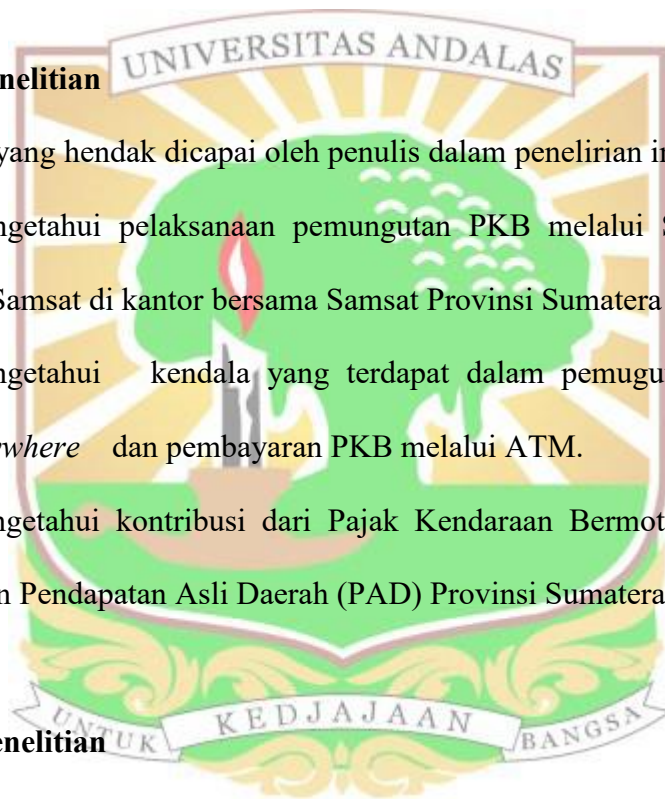 UNIVERSITAS ANDALAS
nelitian
yang hendak dicapai oleh penulis dalam penelirian in
ngetahui pelaksanaan pemungutan PKB melalui S
Samsat di kantor bersama Samsat Provinsi Sumatera
ngetahui kendala yang terdapat dalam pemugu
where dan pembayaran PKB melalui ATM.
ngetahui kontribusi dari Pajak Kendaraan Bermot
n Pendapatan Asli Daerah (PAD) Provinsi Sumatera
UNTUK KEDJAJAAN BANGSA
enelitian